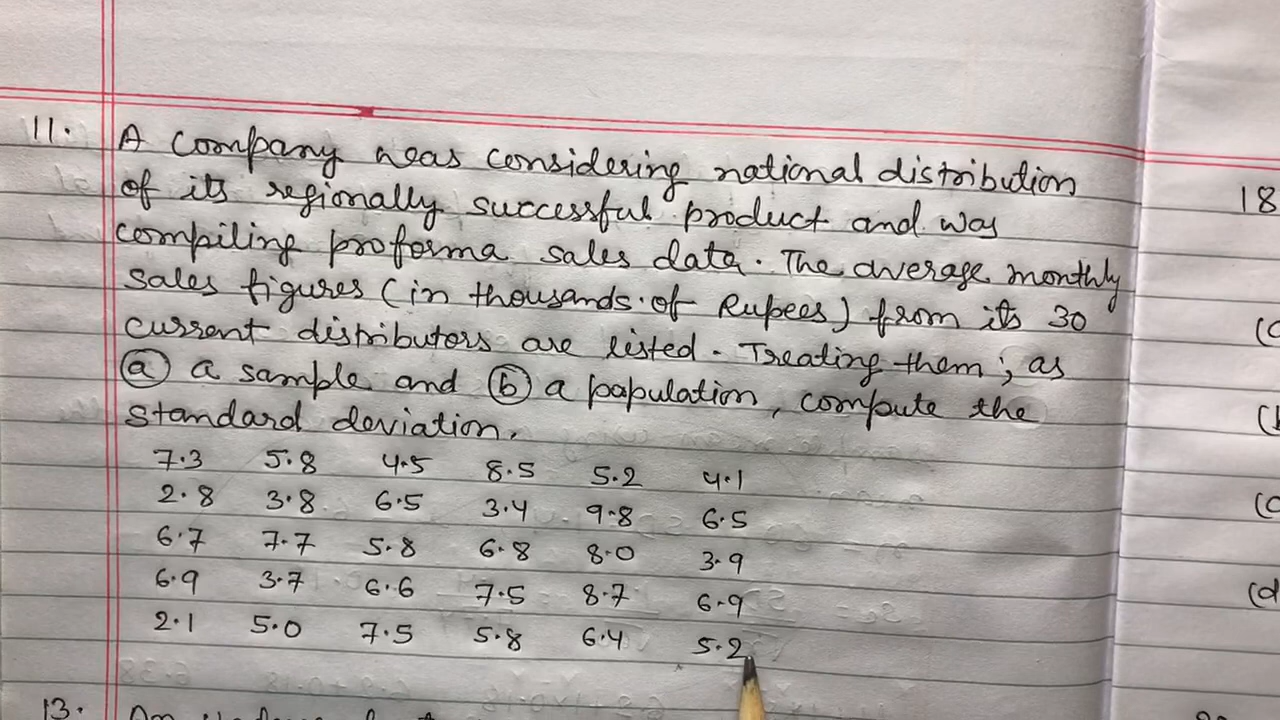 11. A company was considering national distribution
of its regionally successful product and was
compiling proforma sales data. The average monthly
sales figures (in thousands of Rupees) from its 30
current distributors are listed. Treating them; as
(a) a sample and (b) a population, compute the
standard deviation.
7.3 5.8 4.5 8.5 5.2 4.1
2.8 3.8 6.5 3.4 9.8 6.5
6.7 7.7 5.8 6.8 8.0 3.9
6.9 3.7 6.6 7.5 8.7 6.9
2.1 5.0 7.5 5.8 6.4 5.2
13.
18
(d